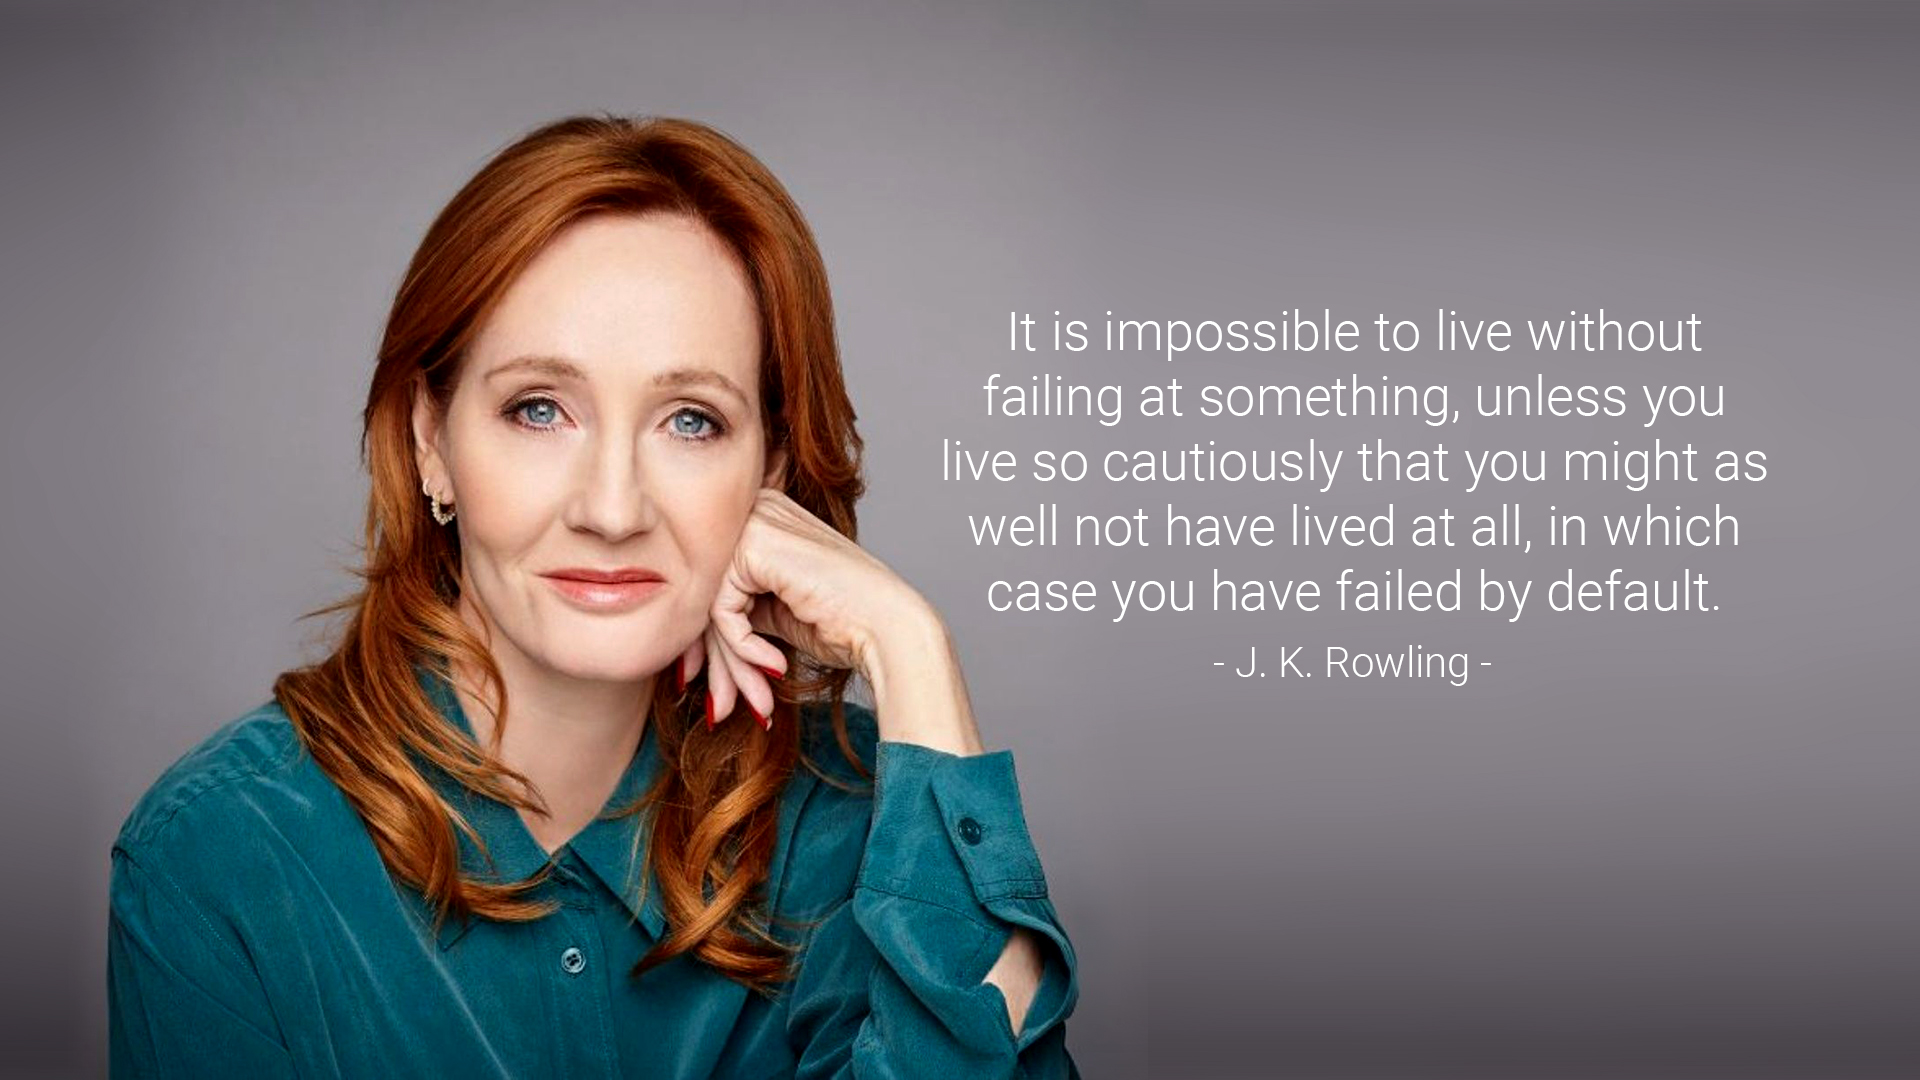 It is impossible to live without
failing at something, unless you
live so cautiously that you might as
well not have lived at all, in which
case you have failed by default.
- J. K. Rowling -